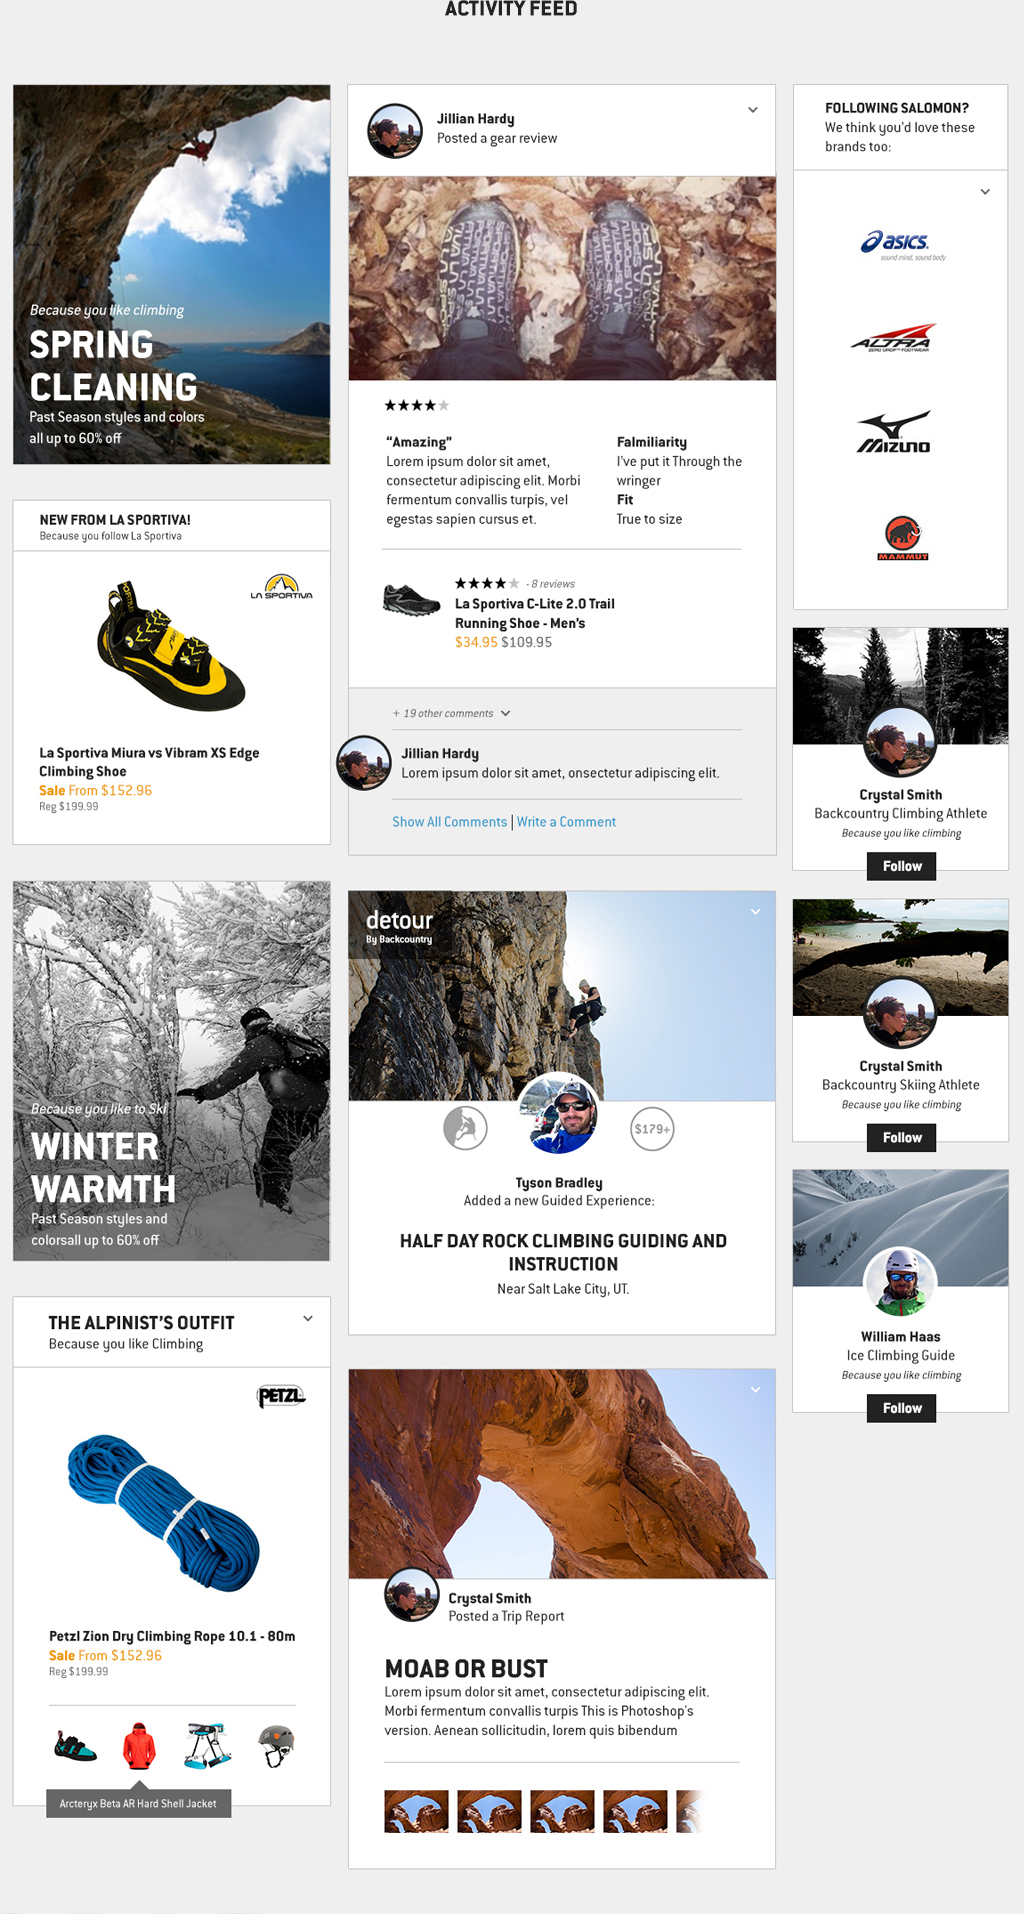 ACTIVITY FEED
Because you like climbing
SPRING
CLEANING
Past Season styles and colors
all up to 60% off
NEW FROM LA SPORTIVA!
Because you follow La Sportiva
LA SPORTIVA
La Sportiva Miura vs Vibram XS Edge
Climbing Shoe
Sale From $152.96
Reg $199.99
Because you like to Ski
WINTER
WARMTH
Past Season styles and
colorsall up to 60% off
THE ALPINIST'S OUTFIT
Because you like Climbing
PETZL
Petzl Zion Dry Climbing Rope 10.1 - 80m
Sale From $152.96
Reg $199.99
Arcteryx Beta AR Hard Shell Jacket
Jillian Hardy
Posted a gear review
“Amazing”
Lorem ipsum dolor sit amet,
consectetur adipiscing elit. Morbi
fermentum convallis turpis, vel
egestas sapien cursus et.
Falmiliarity
I've put it Through the
wringer
Fit
True to size
- 8 reviews
La Sportiva C-Lite 2.0 Trail
Running Shoe - Men's
$34.95 $109.95
+ 19 other comments
Jillian Hardy
Lorem ipsum dolor sit amet, onsectetur adipiscing elit.
Show All Comments | Write a Comment
detour
By Backcountry
$179+
Tyson Bradley
Added a new Guided Experience:
HALF DAY ROCK CLIMBING GUIDING AND
INSTRUCTION
Near Salt Lake City, UT.
Crystal Smith
Posted a Trip Report
MOAB OR BUST
Lorem ipsum dolor sit amet, consectetur adipiscing elit.
Morbi fermentum convallis turpis This is Photoshop's
version. Aenean sollicitudin, lorem quis bibendum
FOLLOWING SALOMON?
We think you'd love these
brands too:
asics.
sound mind, sound body
ALTRA
ZERO DROP™ FOOTWEAR
MIZUNO
MAMMUT
Crystal Smith
Backcountry Climbing Athlete
Because you like climbing
Follow
Crystal Smith
Backcountry Skiing Athlete
Because you like climbing
Follow
William Haas
Ice Climbing Guide
Because you like climbing
Follow